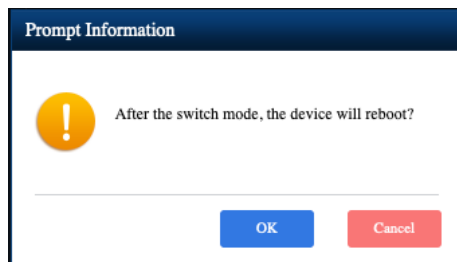 Prompt Information
After the switch mode, the device will reboot?
OK
Cancel